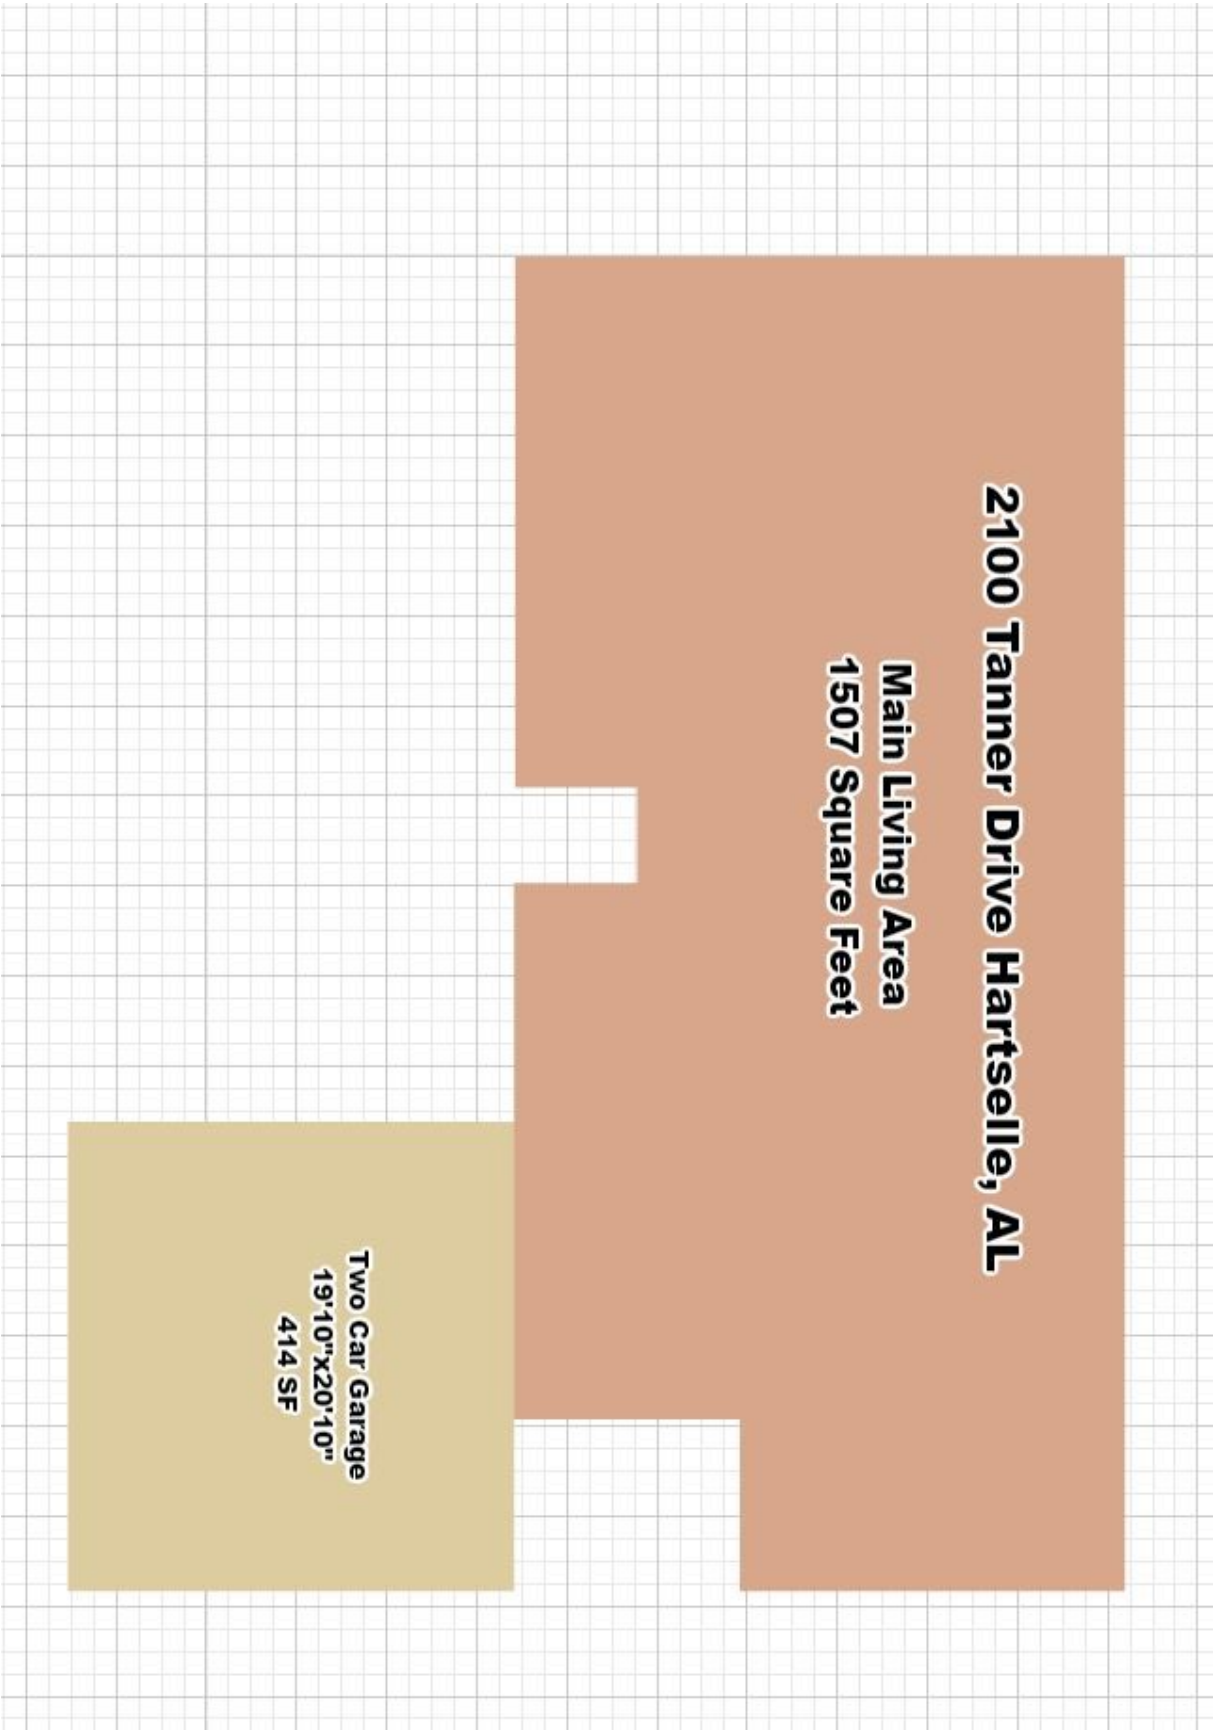 2100 Tanner Drive Hartselle, AL
Main Living Area
1507 Square Feet
Two Car Garage
19'10"x20'10"
414 SF